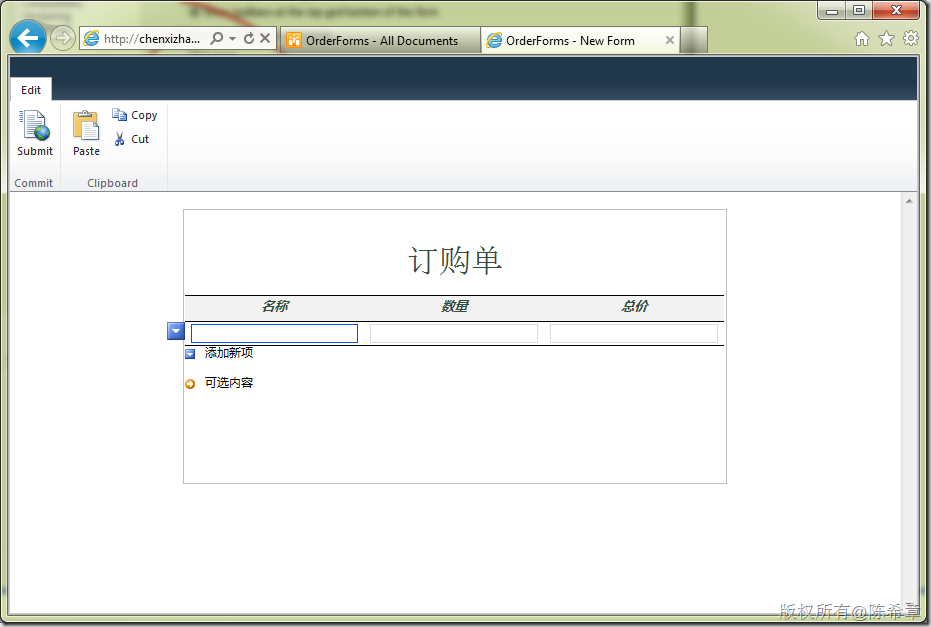 http://chenxizha...
OrderForms - All Documents
OrderForms - New Form
Edit
Submit
Paste
Copy
Cut
Commit
Clipboard
订购单
名称 数量 总价
添加新项
可选内容
版权所有@陈希章